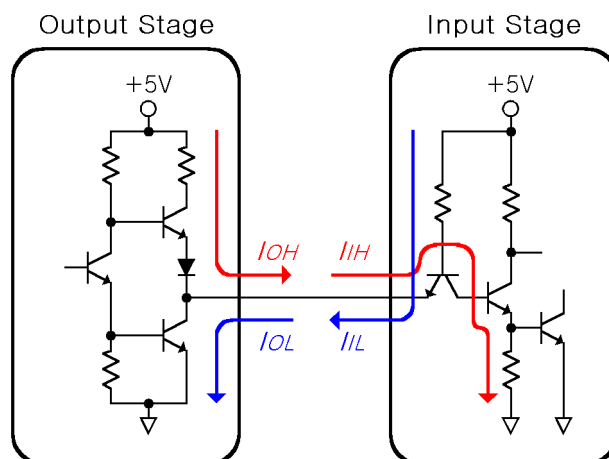 Output Stage
Input Stage
+5V
+5V
IOH
IIH
IOL
IIL